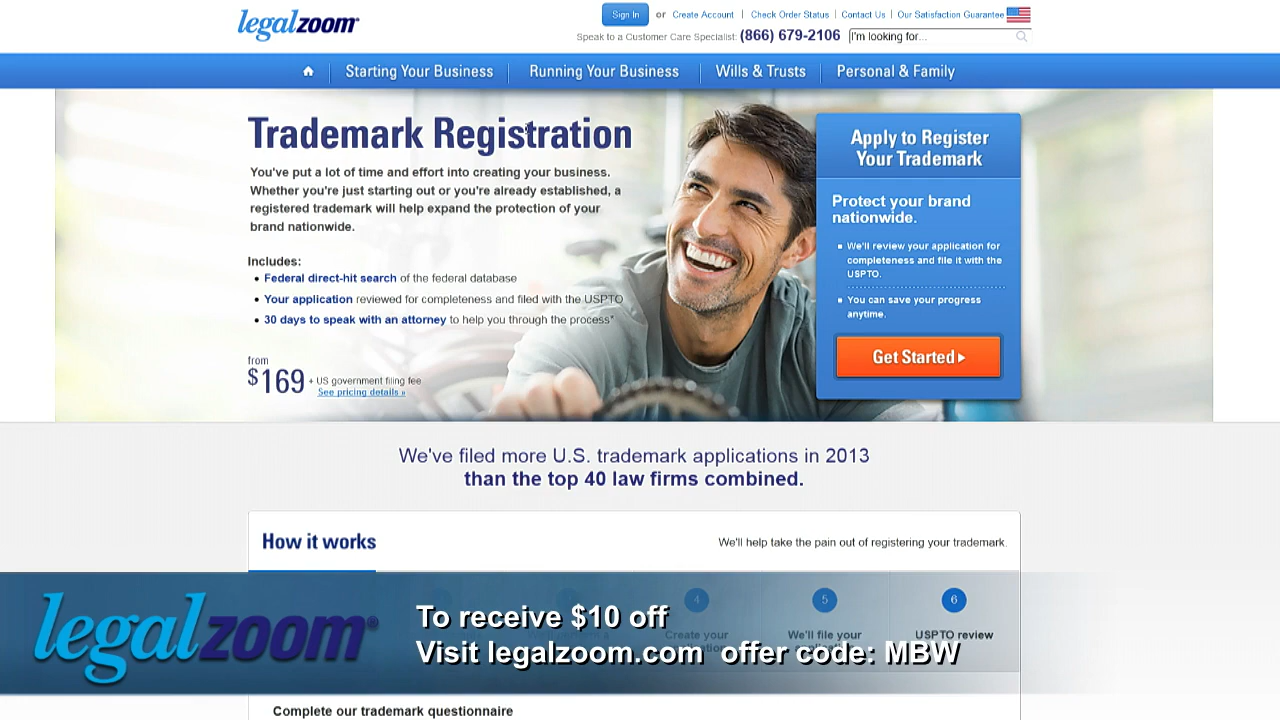 legalzoom
Sign In or Create Account | Check Order Status | Contact Us | Our Satisfaction Guarantee
Speak to a Customer Care Specialist: (866) 679-2106 I'm looking for...
Starting Your Business Running Your Business Wills & Trusts Personal & Family
Trademark Registration
You've put a lot of time and effort into creating your business.
Whether you're just starting out or you're already established, a
registered trademark will help expand the protection of your
brand nationwide.
Includes:
• Federal direct-hit search of the federal database
• Your application reviewed for completeness and filed with the USPTO
• 30 days to speak with an attorney to help you through the process*
from
$169 + US government filing fee
See pricing details »
Apply to Register
Your Trademark
Protect your brand
nationwide.
We'll review your application for
completeness and file it with the
USPTO.
You can save your progress
anytime.
Get Started
We've filed more U.S. trademark applications in 2013
than the top 40 law firms combined.
How it works
We'll help take the pain out of registering your trademark.
4 5 6
Create your We'll file your USPTO review
legalzoom®
To receive $10 off
Visit legalzoom.com offer code: MBW
Complete our trademark questionnaire